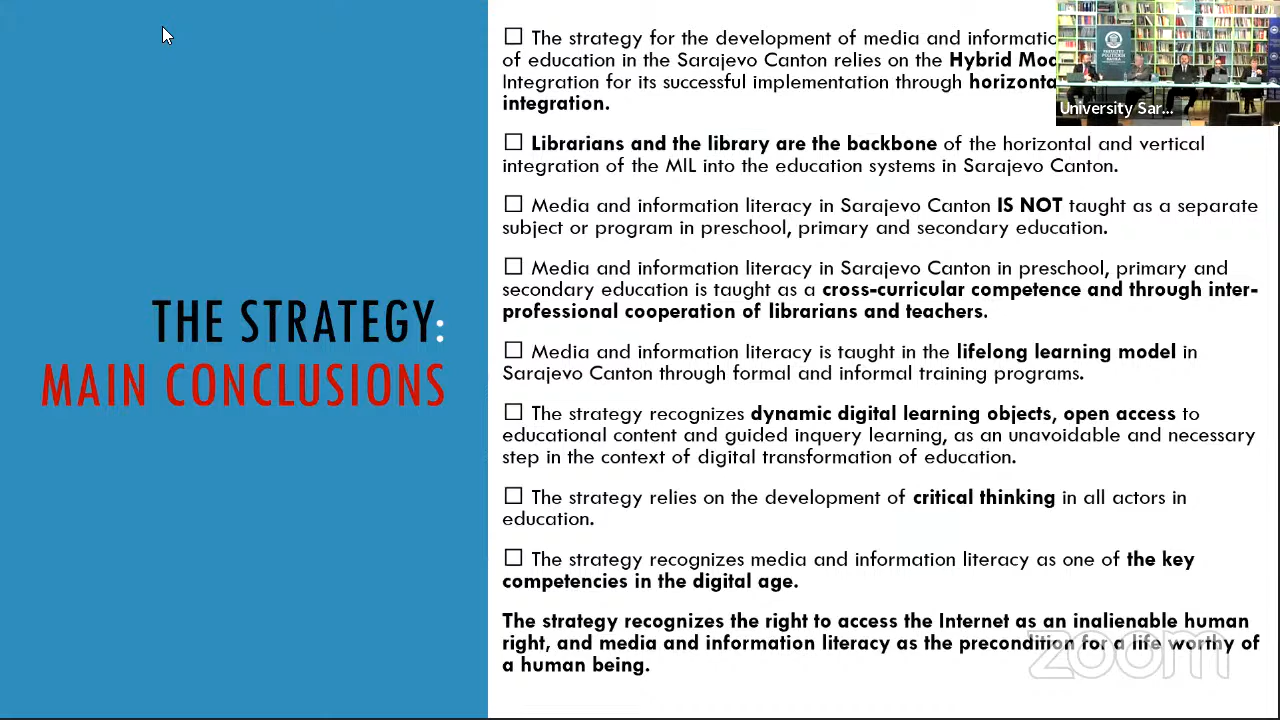 THE STRATEGY:
MAIN CONCLUSIONS
☐ The strategy for the development of media and informatio
of education in the Sarajevo Canton relies on the Hybrid Mod
Integration for its successful implementation through horizonta
integration.
☐ Librarians and the library are the backbone of the horizontal and vertical
integration of the MIL into the education systems in Sarajevo Canton.
☐ Media and information literacy in Sarajevo Canton IS NOT taught as a separate
subject or program in preschool, primary and secondary education.
☐ Media and information literacy in Sarajevo Canton in preschool, primary and
secondary education is taught as a cross-curricular competence and through inter-
professional cooperation of librarians and teachers.
☐ Media and information literacy is taught in the lifelong learning model in
Sarajevo Canton through formal and informal training programs.
☐ The strategy recognizes dynamic digital learning objects, open access to
educational content and guided inquery learning, as an unavoidable and necessary
step in the context of digital transformation of education.
☐ The strategy relies on the development of critical thinking in all actors in
education.
☐ The strategy recognizes media and information literacy as one of the key
competencies in the digital age.
The strategy recognizes the right to access the Internet as an inalienable human
right, and media and information literacy as the precondition for a life worthy of
a human being.
University Sar...
zoom